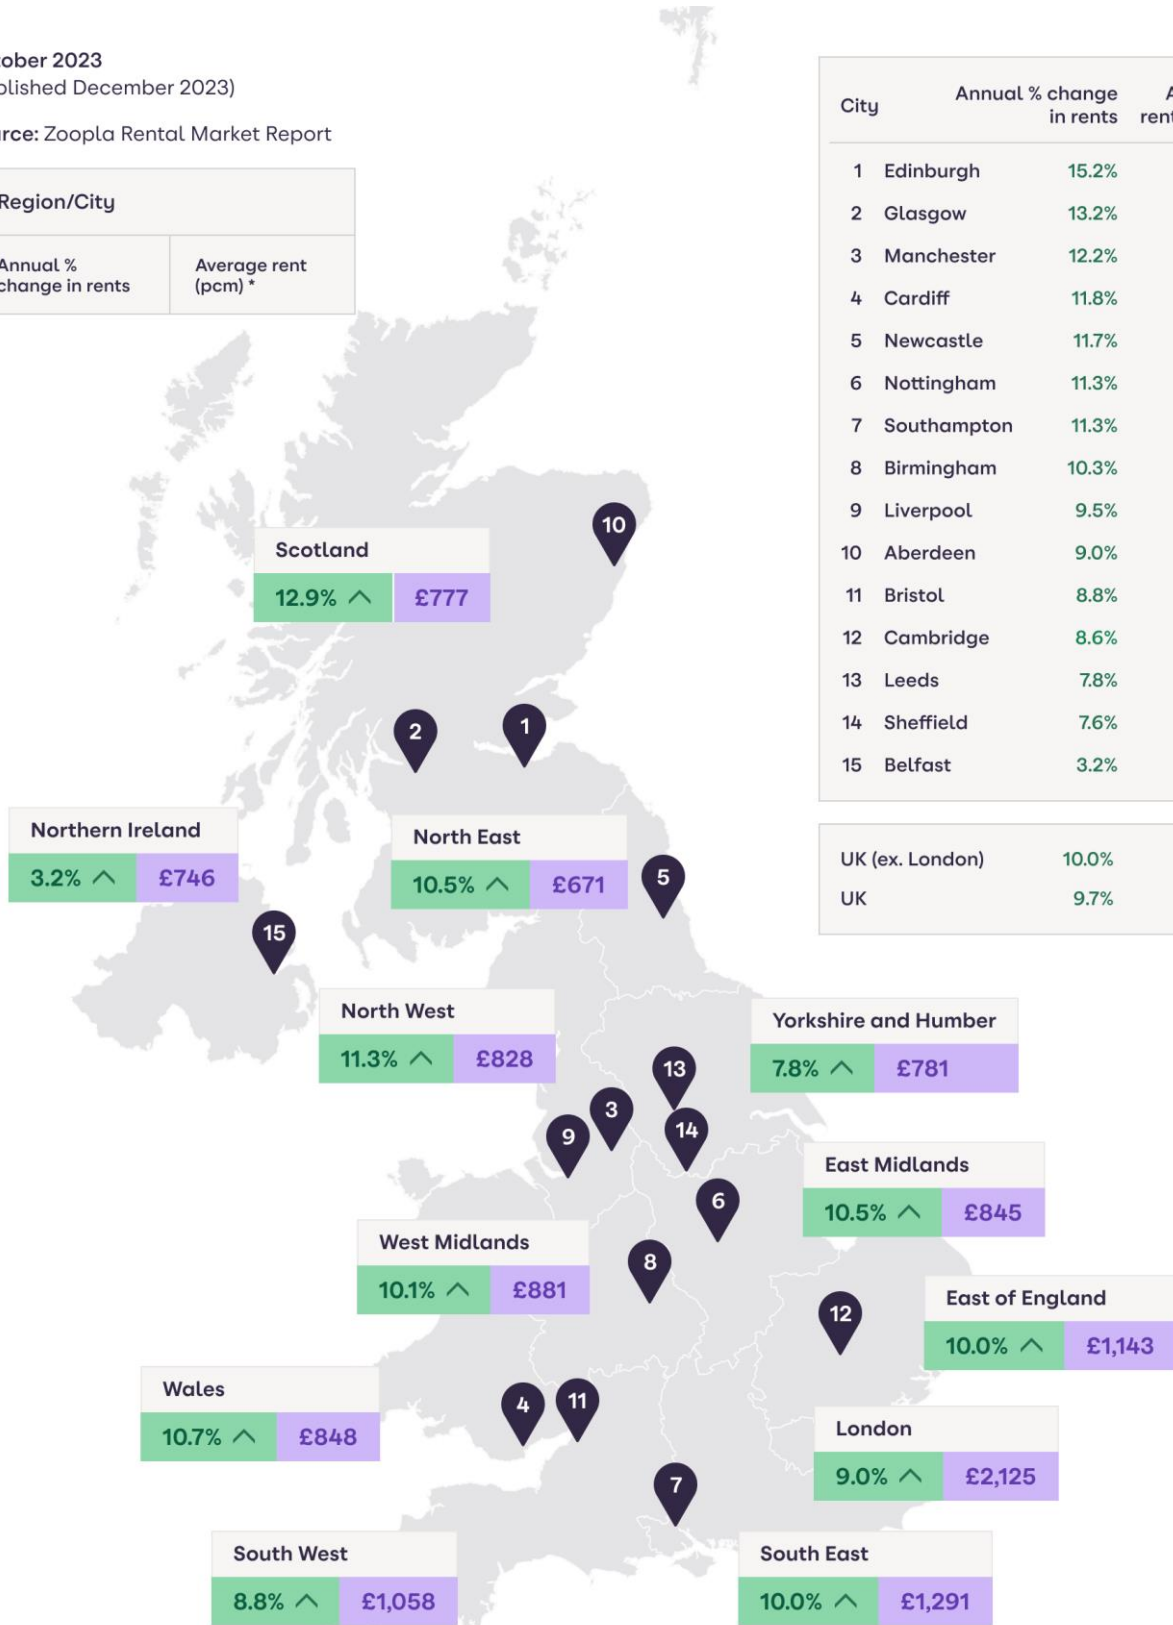 tober 2023
blished December 2023)
rce: Zoopla Rental Market Report
Region/City
Annual %
change in rents
Average rent
(pcm) *
City
Annual % change
in rents
rent
1 Edinburgh 15.2%
2 Glasgow 13.2%
3 Manchester 12.2%
4 Cardiff 11.8%
5 Newcastle 11.7%
6 Nottingham 11.3%
7 Southampton 11.3%
8 Birmingham 10.3%
9 Liverpool 9.5%
10 Aberdeen 9.0%
11 Bristol 8.8%
12 Cambridge 8.6%
13 Leeds 7.8%
14 Sheffield 7.6%
15 Belfast 3.2%
UK (ex. London) 10.0%
UK 9.7%
10
Scotland
12.9% £777
2
1
Northern Ireland
3.2% £746
North East
10.5% £671
5
15
North West
11.3% £828
Yorkshire and Humber
7.8% £781
13
3
14
9
East Midlands
10.5% £845
6
West Midlands
10.1% £881
8
12
East of England
10.0% £1,143
Wales
10.7% £848
4
11
London
9.0% £2,125
7
South West
8.8% £1,058
South East
10.0% £1,291